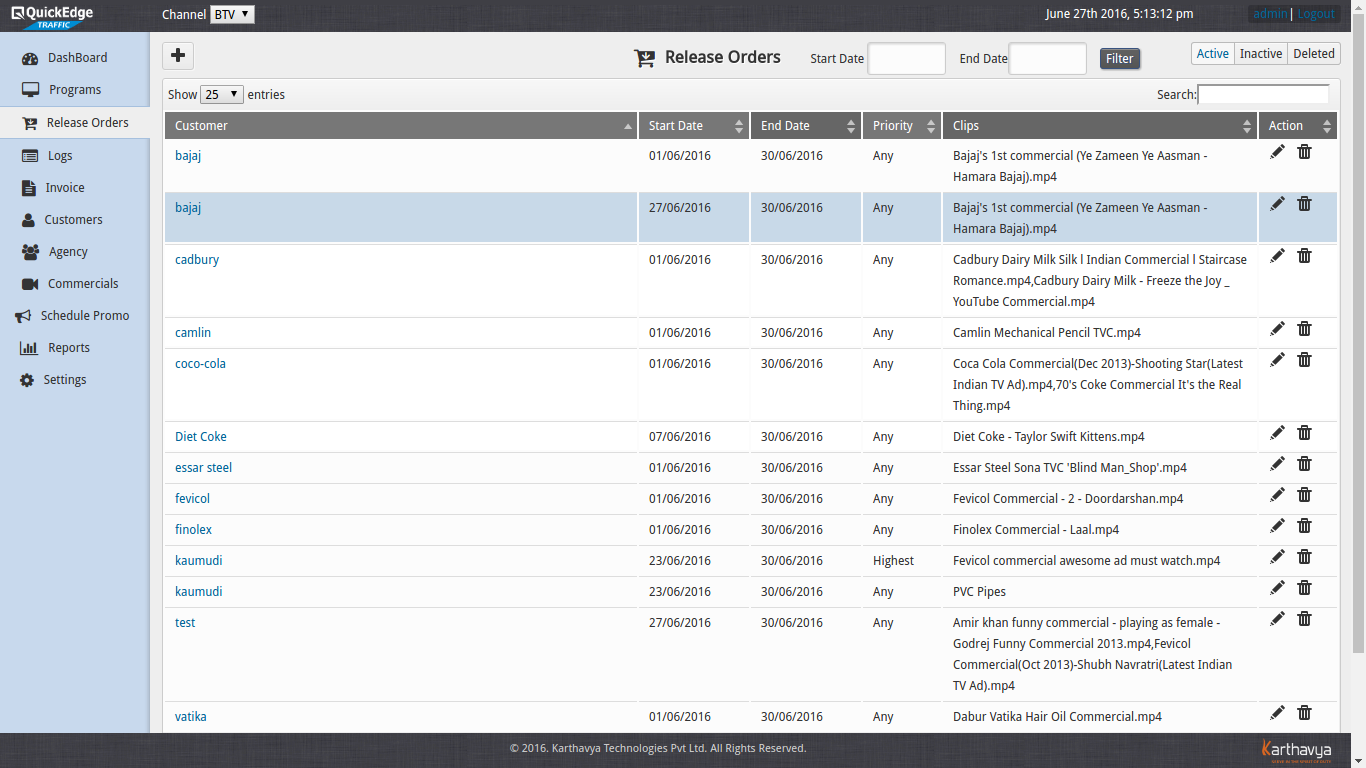 QuickEdge
TRAFFIC
Channel BTV
June 27th 2016, 5:13:12 pm
admin| Logout
DashBoard
Programs
Release Orders
Logs
Invoice
Customers
Agency
Commercials
Schedule Promo
Reports
Settings
Release Orders Start Date End Date Filter Active Inactive Deleted
Show 25 entries Search:
Customer Start Date End Date Priority Clips Action
bajaj 01/06/2016 30/06/2016 Any Bajaj's 1st commercial (Ye Zameen Ye Aasman -
Hamara Bajaj).mp4
bajaj 27/06/2016 30/06/2016 Any Bajaj's 1st commercial (Ye Zameen Ye Aasman -
Hamara Bajaj).mp4
cadbury 01/06/2016 30/06/2016 Any Cadbury Dairy Milk Silk l Indian Commercial l Staircase
Romance.mp4,Cadbury Dairy Milk - Freeze the Joy _
YouTube Commercial.mp4
camlin 01/06/2016 30/06/2016 Any Camlin Mechanical Pencil TVC.mp4
coco-cola 01/06/2016 30/06/2016 Any Coca Cola Commercial(Dec 2013)-Shooting Star(Latest
Indian TV Ad).mp4,70's Coke Commercial It's the Real
Thing.mp4
Diet Coke 07/06/2016 30/06/2016 Any Diet Coke - Taylor Swift Kittens.mp4
essar steel 01/06/2016 30/06/2016 Any Essar Steel Sona TVC 'Blind Man_Shop'.mp4
fevicol 01/06/2016 30/06/2016 Any Fevicol Commercial - 2 - Doordarshan.mp4
finolex 01/06/2016 30/06/2016 Any Finolex Commercial - Laal.mp4
kaumudi 23/06/2016 30/06/2016 Highest Fevicol commercial awesome ad must watch.mp4
kaumudi 23/06/2016 30/06/2016 Any PVC Pipes
test 27/06/2016 30/06/2016 Any Amir khan funny commercial - playing as female -
Godrej Funny Commercial 2013.mp4,Fevicol
Commercial(Oct 2013)-Shubh Navratri(Latest Indian
TV Ad).mp4
vatika 01/06/2016 30/06/2016 Any Dabur Vatika Hair Oil Commercial.mp4
© 2016. Karthavya Technologies Pvt Ltd. All Rights Reserved.
Karthavya